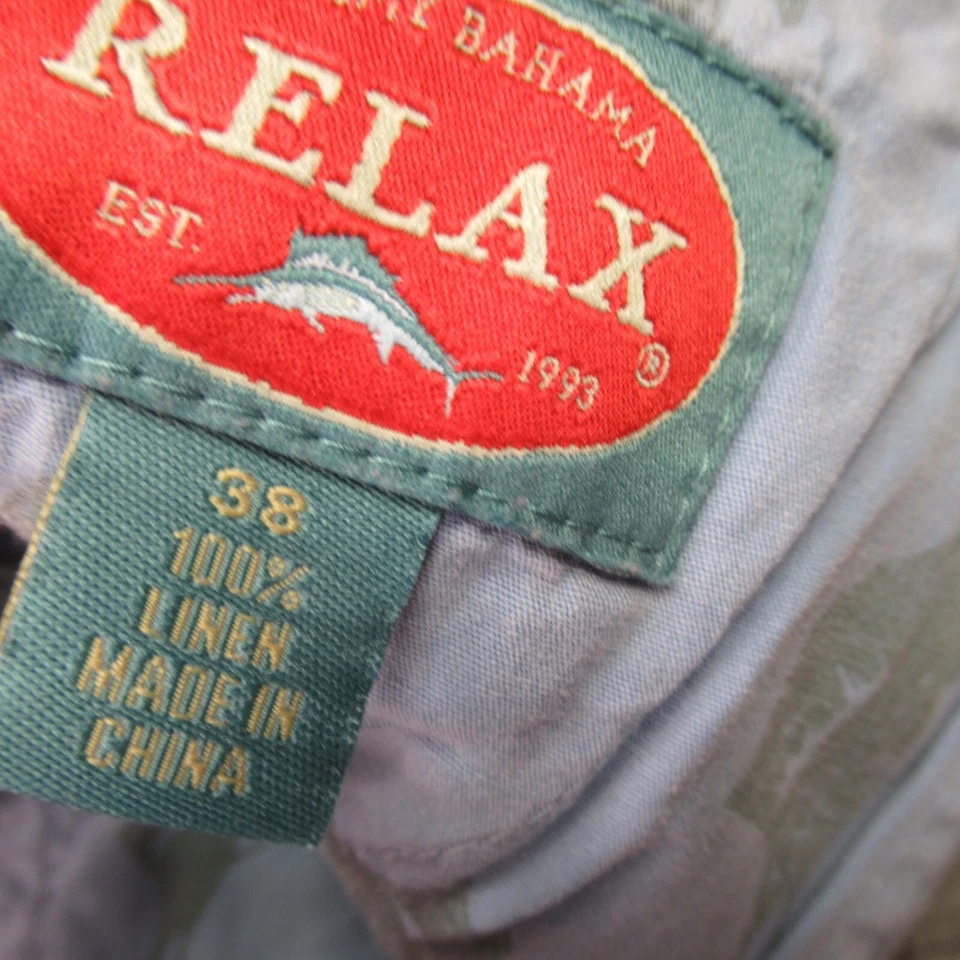 BAHAMA
RELAX
EST. 1993 ®
38
100%
LINEN
MADE IN
CHINA